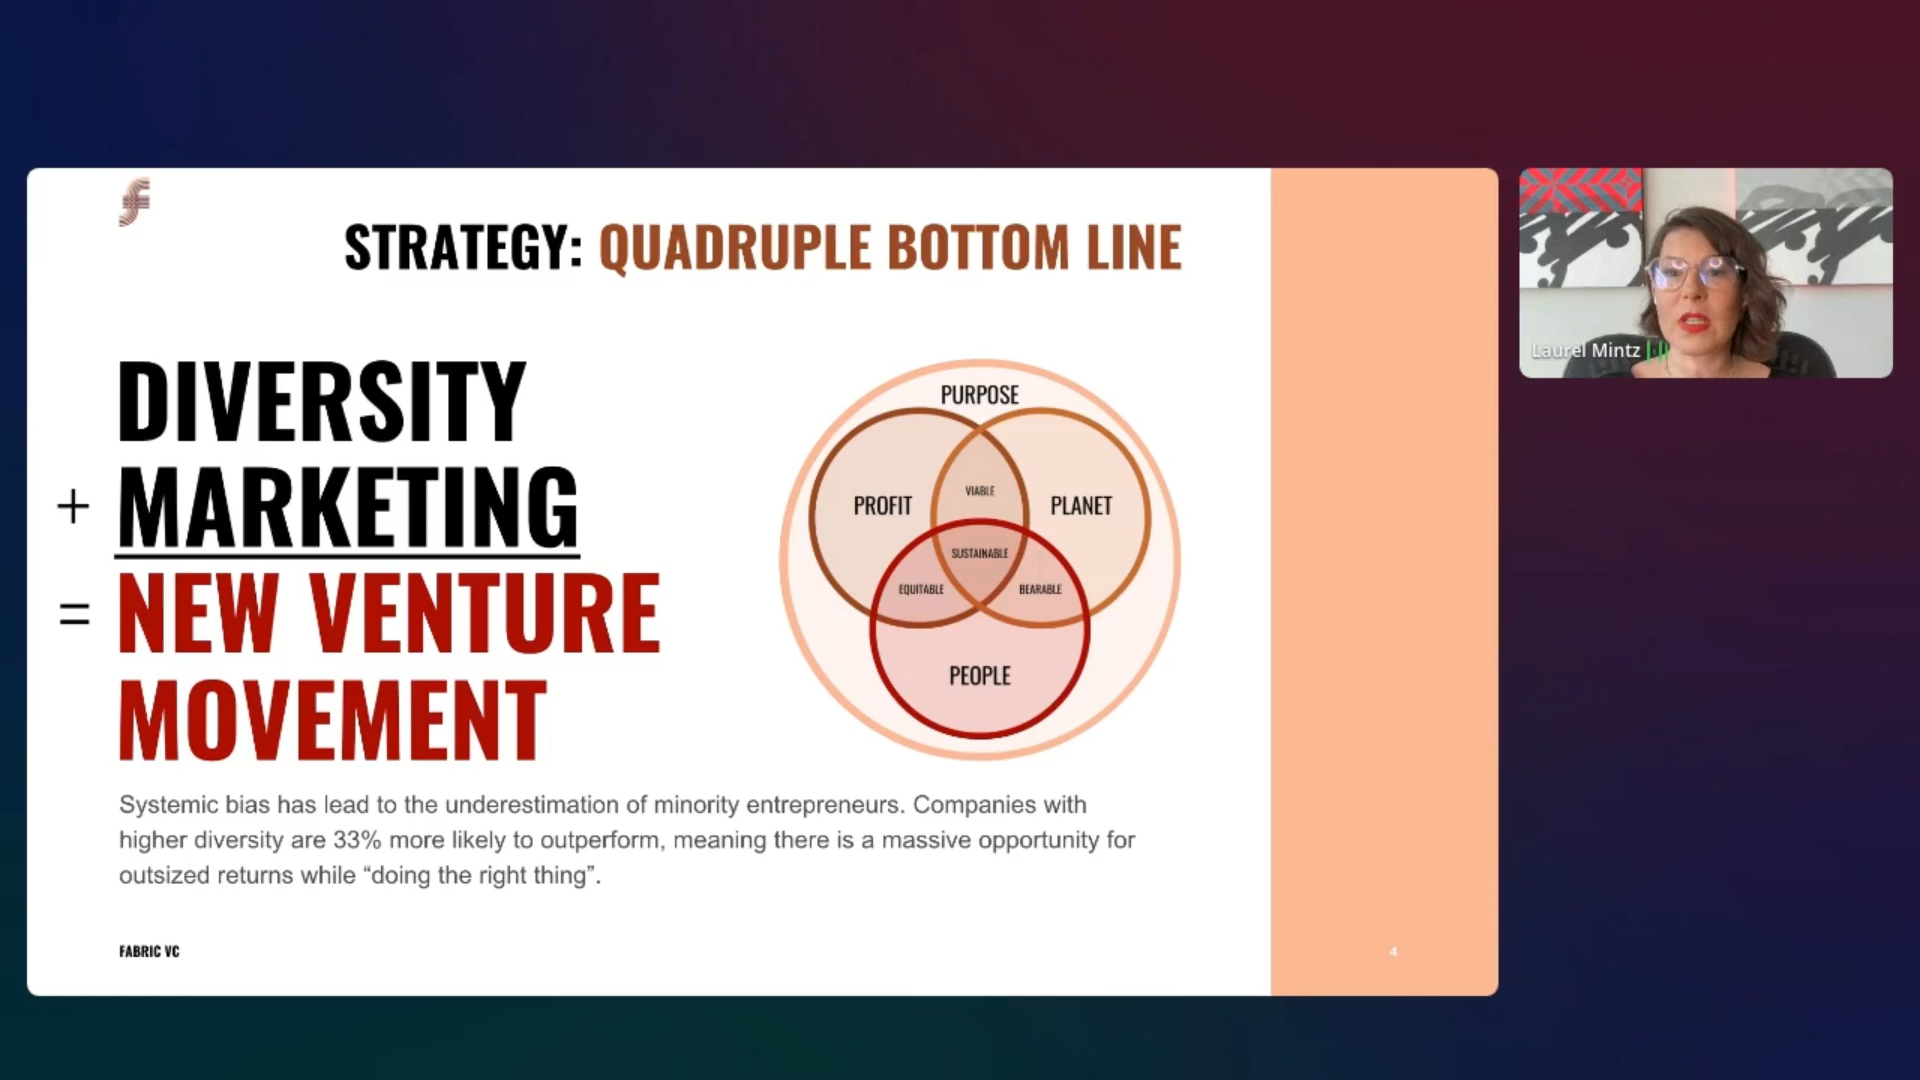 STRATEGY: QUADRUPLE BOTTOM LINE
DIVERSITY
+ MARKETING
= NEW VENTURE
MOVEMENT
PURPOSE
PROFIT
VIABLE
PLANET
SUSTAINABLE
EQUITABLE
BEARABLE
PEOPLE
Systemic bias has lead to the underestimation of minority entrepreneurs. Companies with
higher diversity are 33% more likely to outperform, meaning there is a massive opportunity for
outsized returns while “doing the right thing”.
FABRIC VC
4
Laurel Mintz